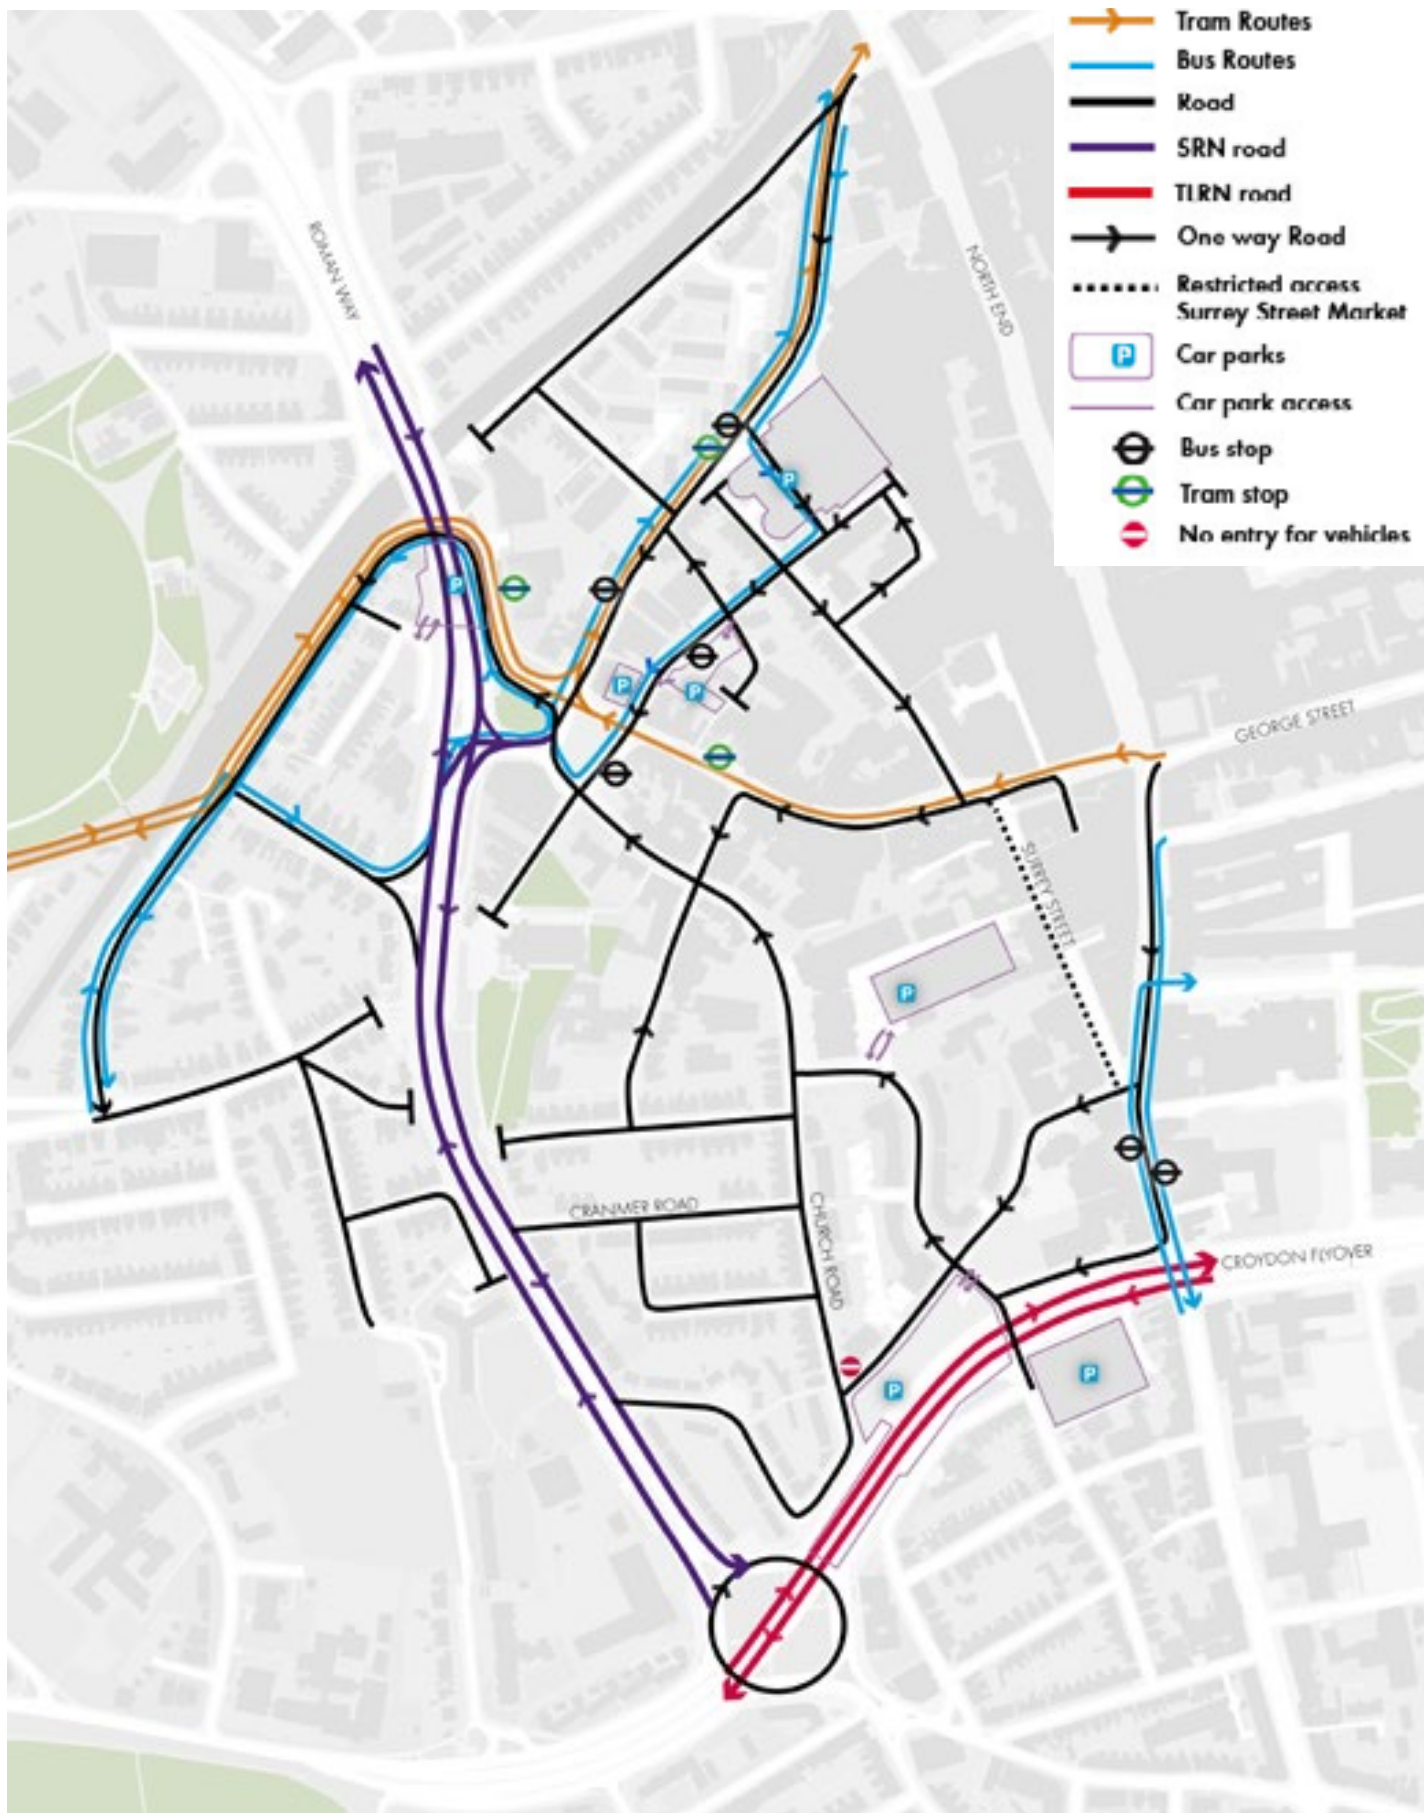 Tram Routes
Bus Routes
Road
SRN road
TLRN road
One way Road
Restricted access
Surrey Street Market
P Car parks
Car park access
Bus stop
Tram stop
No entry for vehicles
ROMAN WAY
NORTH END
P
P
P
P
GEORGE STREET
SURREY STREET
P
CRANMER ROAD
CHURCH ROAD
CROYDON FLYOVER
P
P